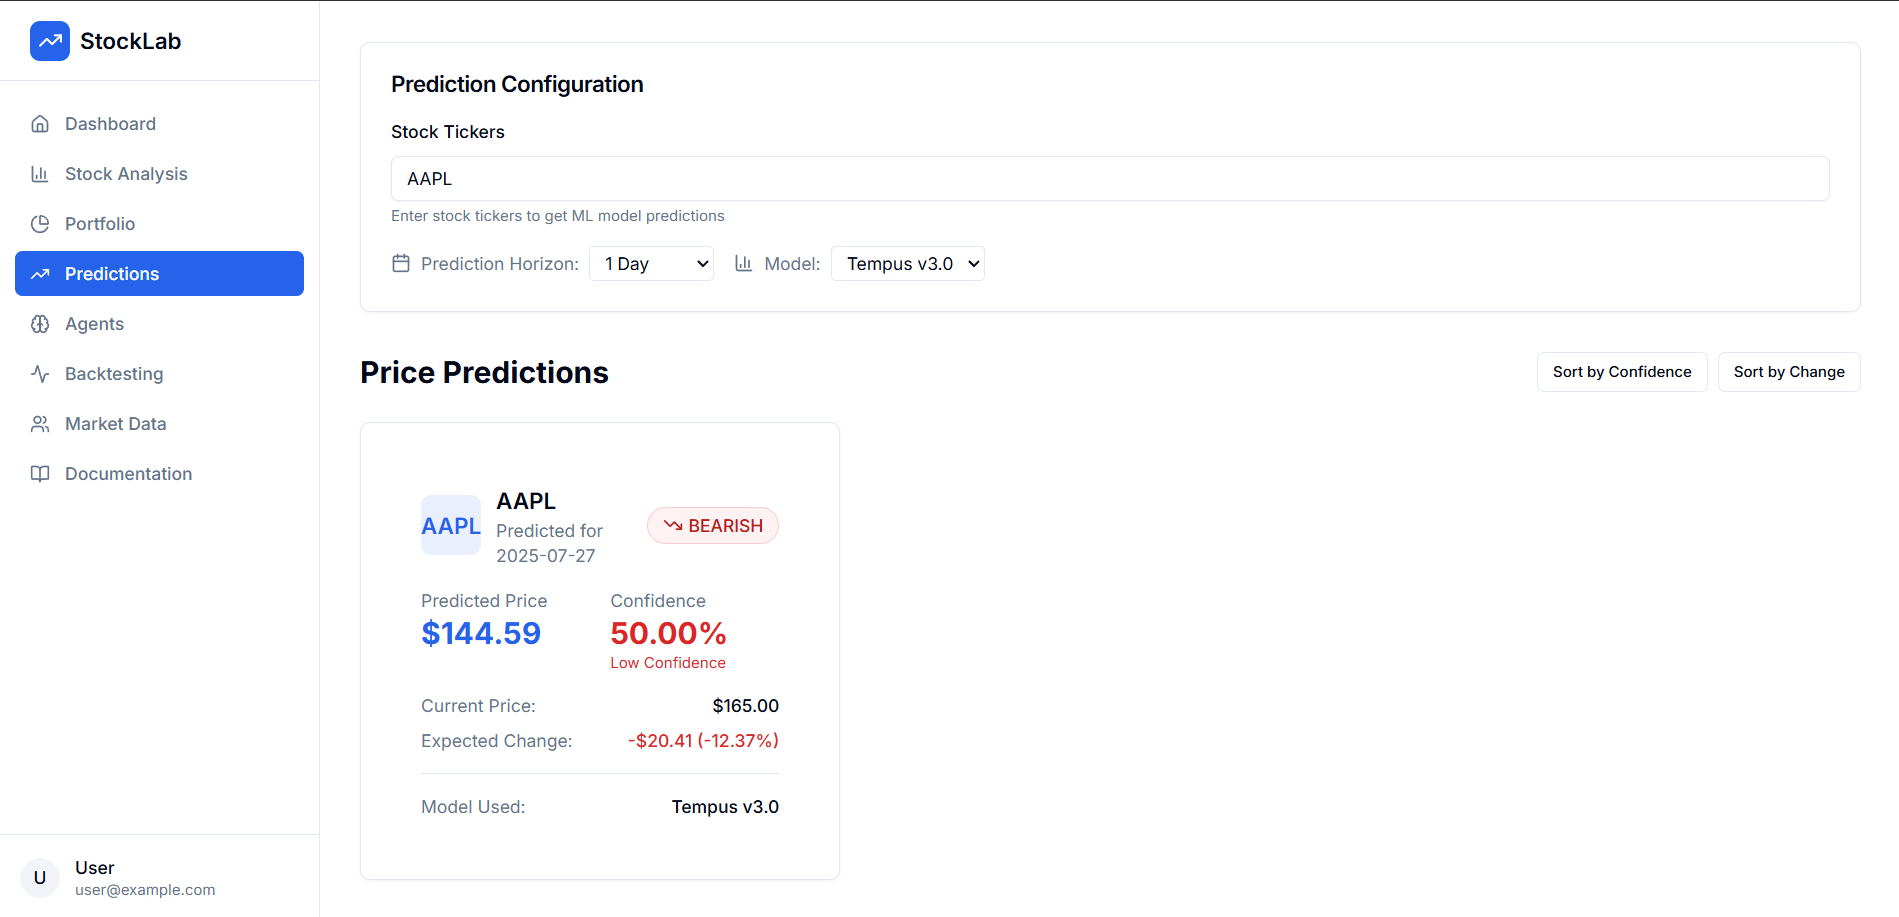 StockLab
Dashboard
Stock Analysis
Portfolio
Predictions
Agents
Backtesting
Market Data
Documentation
User
U
user@example.com
Prediction Configuration
Stock Tickers
AAPL
Enter stock tickers to get ML model predictions
Prediction Horizon: 1 Day Model: Tempus v3.0
Price Predictions
Sort by Confidence Sort by Change
AAPL
AAPL
Predicted for
2025-07-27
BEARISH
Predicted Price Confidence
$144.59 50.00%
Low Confidence
Current Price: $165.00
Expected Change: -$20.41 (-12.37%)
Model Used: Tempus v3.0